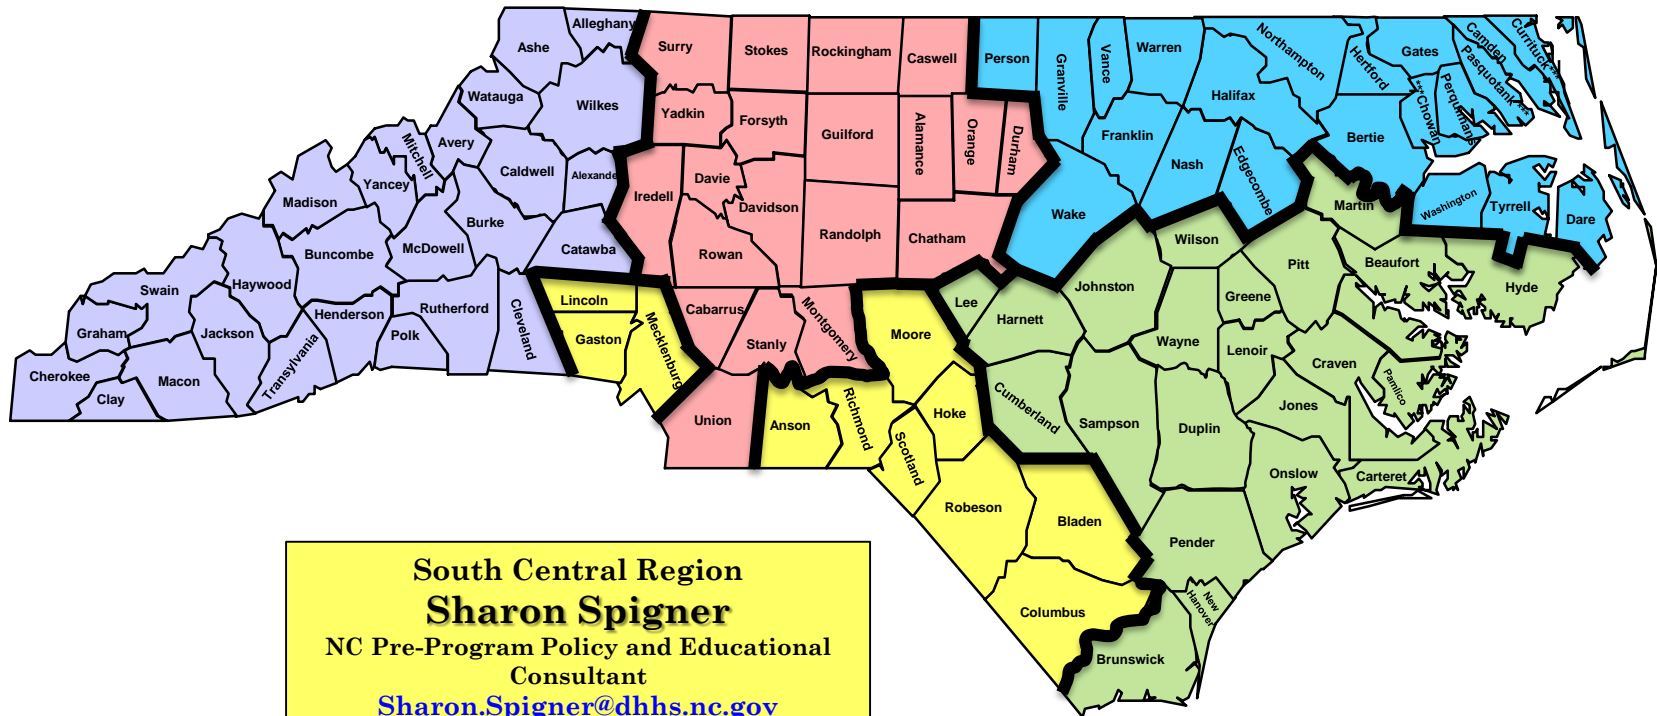 Alleghany
Ashe
Surry
Stokes
Rockingham
Caswell
Person
Granville
Vance
Warren
Northampton
Hertford
Gates
Camden
Pasquotank ***
Currituck***
Watauga
Wilkes
Yadkin
Forsyth
Guilford
Alamance
Orange
Durham
Franklin
Halifax
Bertie
***Chowan
Perquimans
Mitchell
Avery
Caldwell
Alexande
Iredell
Davie
Davidson
Nash
Edgecombe
Martin
Washington
Tyrrell
Dare
Madison
Yancey
Burke
Catawba
Rowan
Randolph
Chatham
Wake
Wilson
Buncombe
McDowell
Swain
Haywood
Pitt
Beaufort
Hyde
Graham
Jackson
Henderson
Rutherford
Polk
Cleveland
Lincoln
Gaston
Mecklenburg
Cabarrus
Stanly
Montgomery
Moore
Lee
Harnett
Johnston
Greene
Wayne
Lenoir
Craven
Pamlico
Cherokee
Clay
Macon
Transylvania
Union
Anson
Richmond
Scotland
Hoke
Cumberland
Sampson
Duplin
Jones
Onslow
Carteret
Robeson
Bladen
Pender
Columbus
New
Hanover
Brunswick
South Central Region
Sharon Spigner
NC Pre-Program Policy and Educational
Consultant
Sharon.Spigner@dhhs.nc.gov